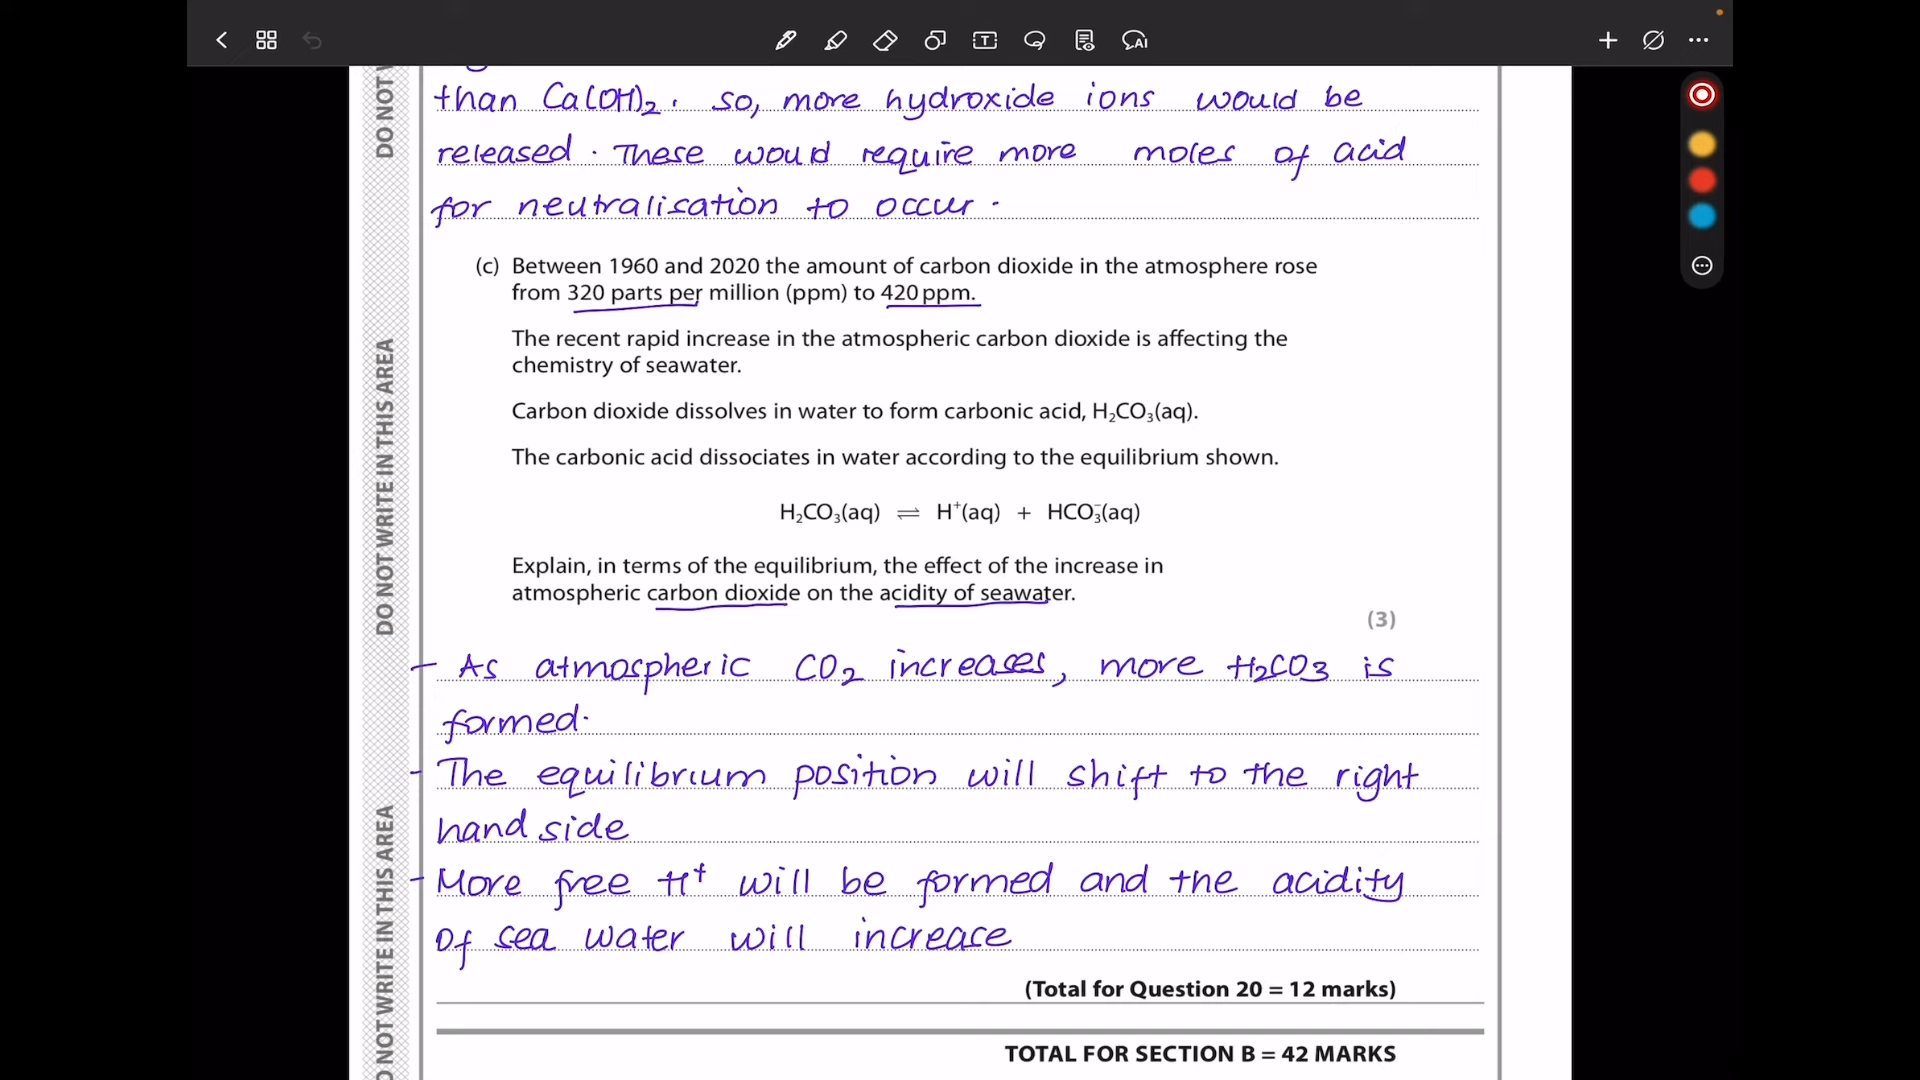 AI
than Ca(OH)₂. So, more hydroxide ions would be
released. These would require more moles of acid
for neutralisation to occur.
(c) Between 1960 and 2020 the amount of carbon dioxide in the atmosphere rose
from 320 parts per million (ppm) to 420 ppm.
The recent rapid increase in the atmospheric carbon dioxide is affecting the
chemistry of seawater.
Carbon dioxide dissolves in water to form carbonic acid, H₂CO₃(aq).
The carbonic acid dissociates in water according to the equilibrium shown.
H₂CO₃(aq) ⇌ H⁺(aq) + HCO₃⁻(aq)
Explain, in terms of the equilibrium, the effect of the increase in
atmospheric carbon dioxide on the acidity of seawater.
(3)
- As atmospheric CO₂ increases, more H₂CO₃ is
formed.
- The equilibrium position will shift to the right
hand side
- More free H⁺ will be formed and the acidity
of sea water will increase
(Total for Question 20 = 12 marks)
TOTAL FOR SECTION B = 42 MARKS
DO NOT W
DO NOT WRITE IN THIS AREA
O NOT WRITE IN THIS AREA